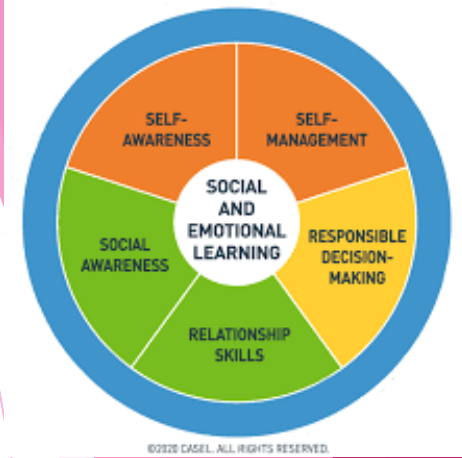 SELF-
AWARENESS
SELF-
MANAGEMENT
SOCIAL
AND
EMOTIONAL
LEARNING
SOCIAL
AWARENESS
RESPONSIBLE
DECISION-
MAKING
RELATIONSHIP
SKILLS
©2020 CASEL. ALL RIGHTS RESERVED.